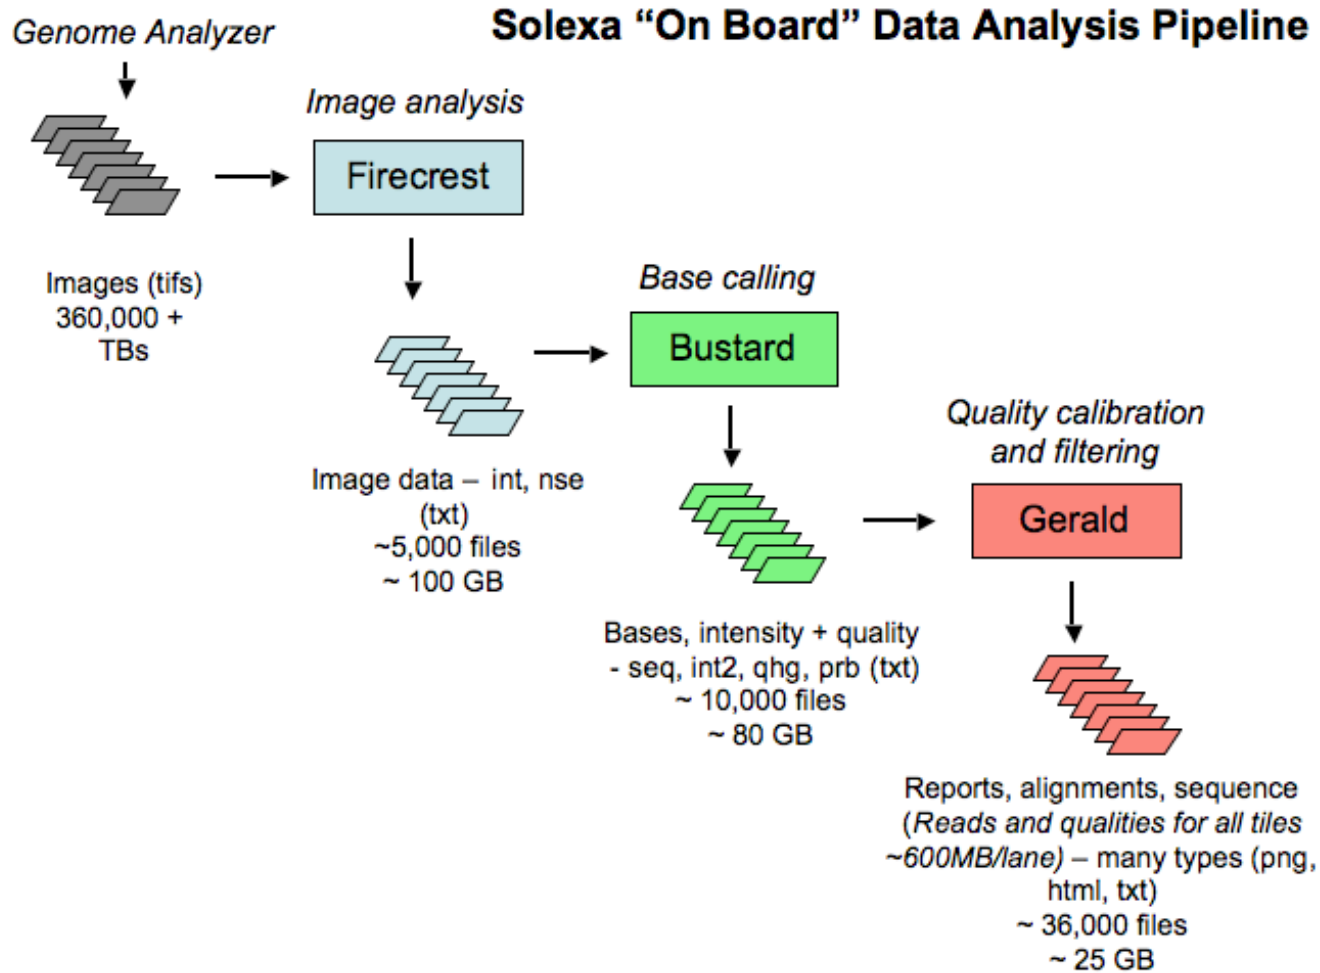 Solexa “On Board” Data Analysis Pipeline
Genome Analyzer
Image analysis
Firecrest
Images (tifs)
360,000 +
TBs
Base calling
Bustard
Image data – int, nse
(txt)
~5,000 files
~ 100 GB
Quality calibration
and filtering
Gerald
Bases, intensity + quality
- seq, int2, qhg, prb (txt)
~ 10,000 files
~ 80 GB
Reports, alignments, sequence
(Reads and qualities for all tiles
~600MB/lane) – many types (png,
html, txt)
~ 36,000 files
~ 25 GB